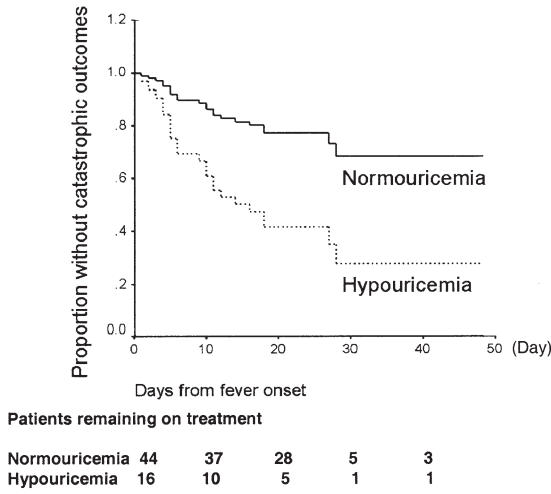 Proportion without catastrophic outcomes
1.2
1.0
.8
.6
.4
.2
0.0
Normouricemia
Hypouricemia
0 10 20 30 40 50 (Day)
Days from fever onset
Patients remaining on treatment
Normouricemia 44 37 28 5 3
Hypouricemia 16 10 5 1 1